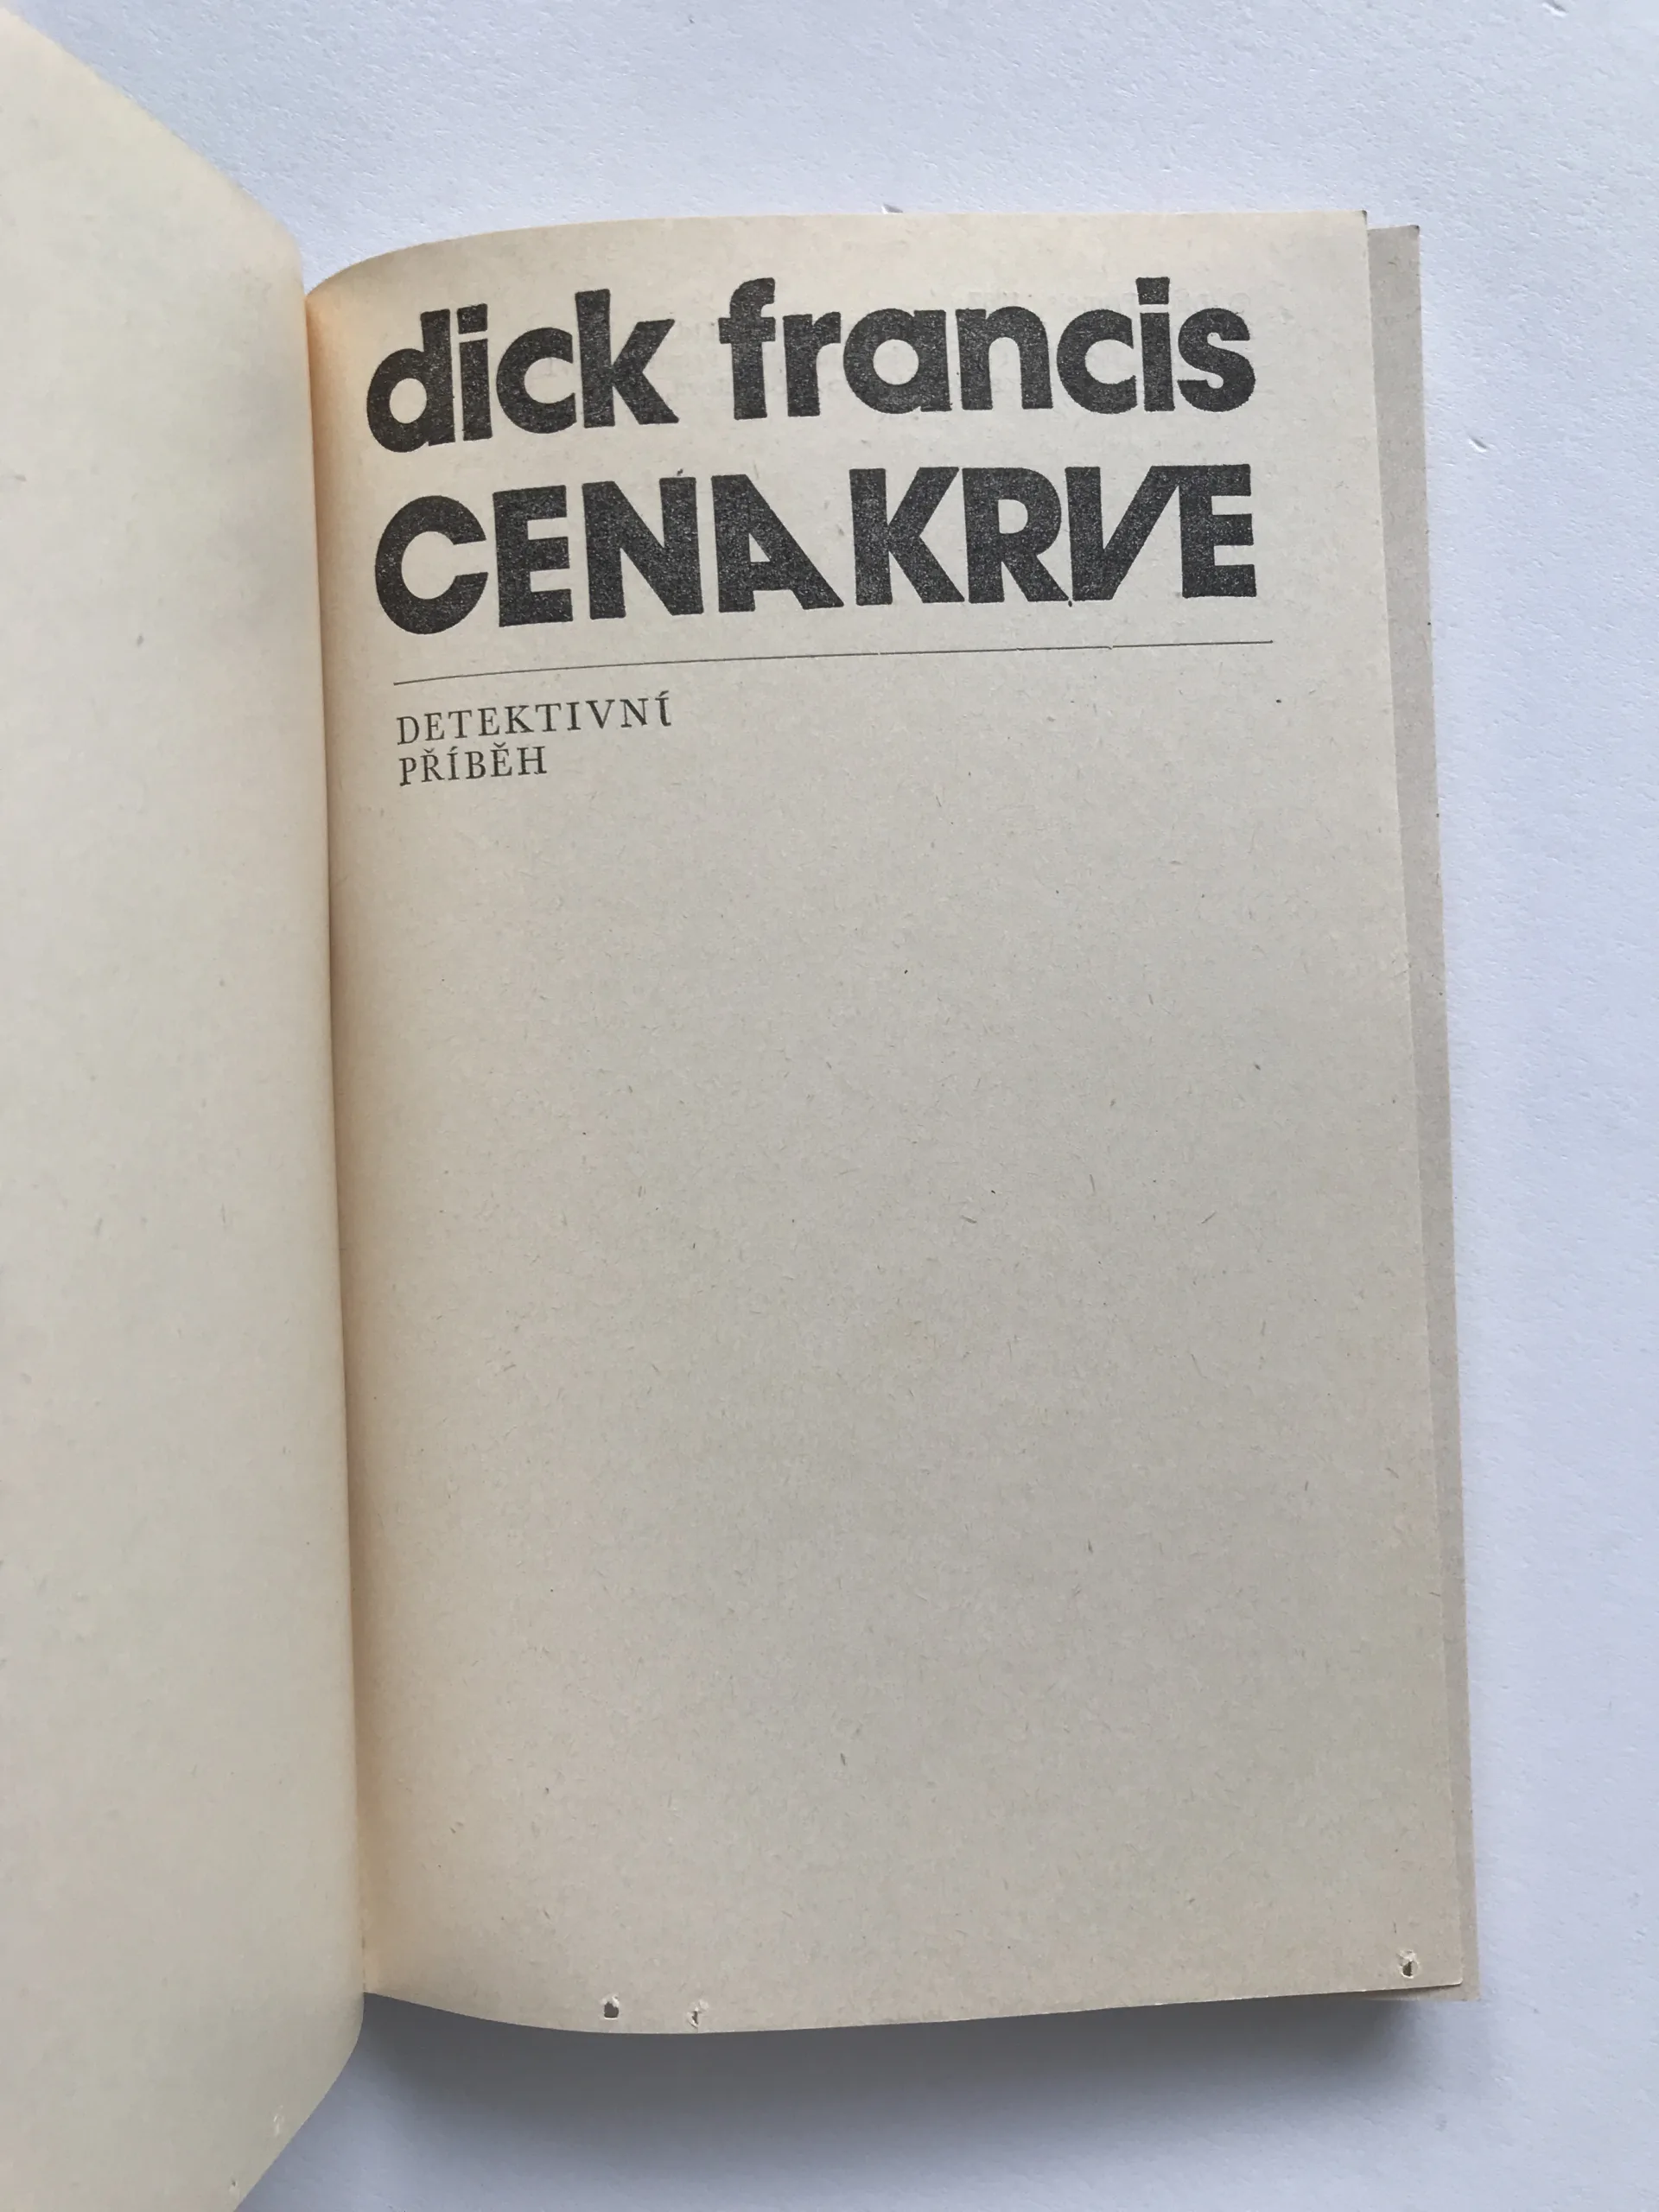 dick francis
CENA KRVE
DETEKTIVNÍ
PŘÍBĚH